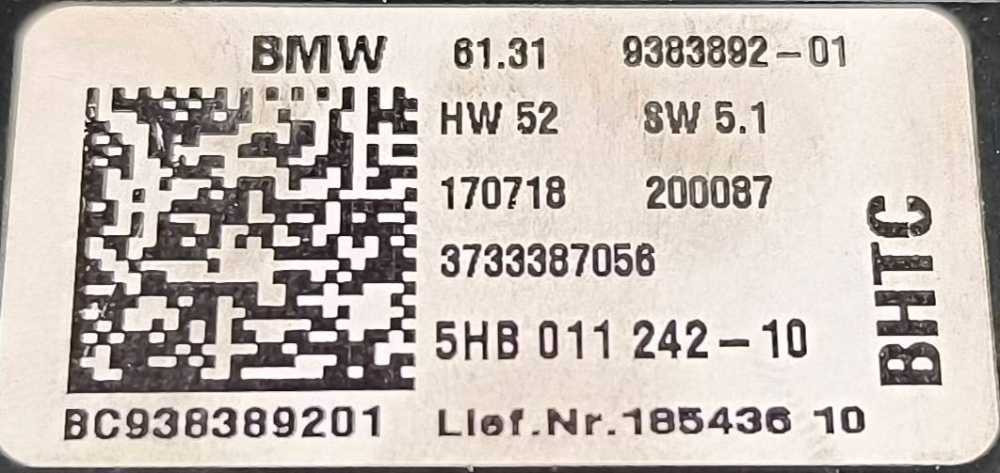 BMW 61.31 9383892-01
HW 52 SW 5.1
170718 200087
3733387056
5HB 011 242-10
BHTC
BC938389201 Lief.Nr.185436 10